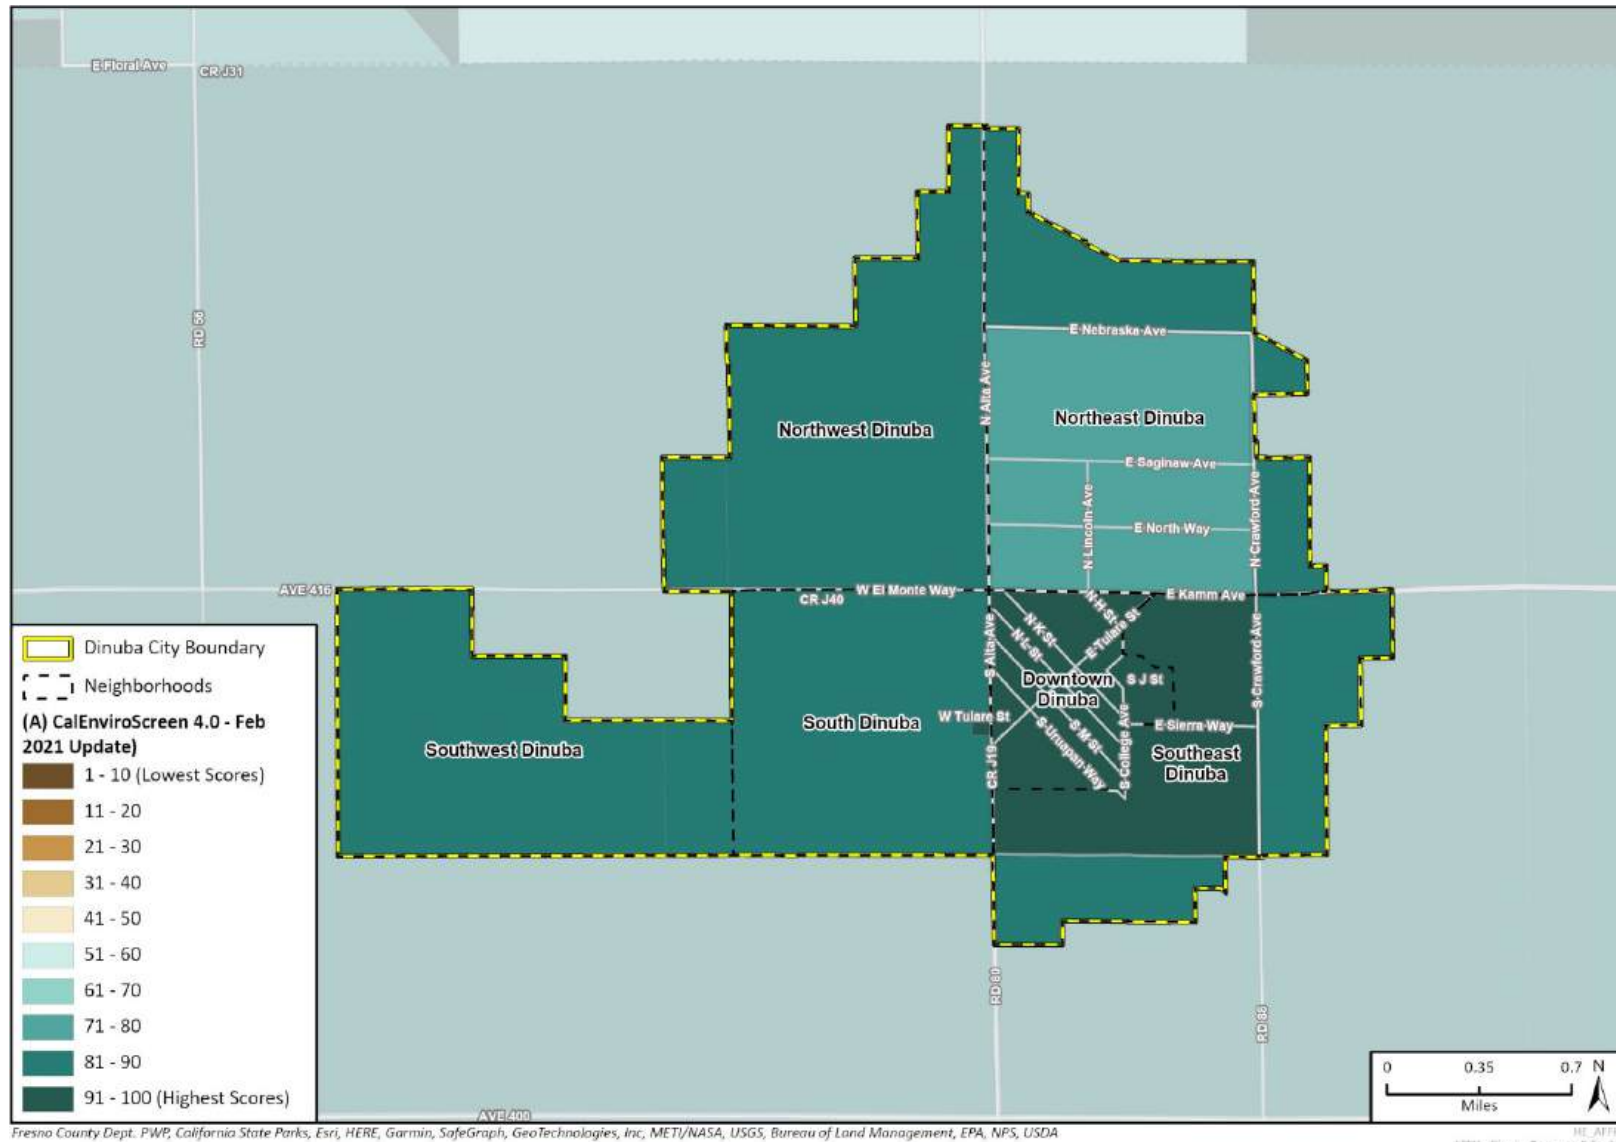 E Floral Ave
CR J31
RD 56
E Nebraska Ave
N Alta Ave
Northwest Dinuba
Northeast Dinuba
E Saginaw Ave
N Lincoln Ave
E North Way
N Crawford Ave
AVE 416
W El Monte Way
CR J40
E Kamm Ave
N H St
N K St
E Tulare St
N L St
S Alta Ave
S Crawford Ave
Downtown
Dinuba
S J St
South Dinuba
W Tulare St
E Sierra Way
Southwest Dinuba
S Uruapan Way
S M St
S College Ave
Southeast
Dinuba
CR J19
RD 80
RD 88
AVE 400
Dinuba City Boundary
Neighborhoods
(A) CalEnviroScreen 4.0 - Feb
2021 Update)
1 - 10 (Lowest Scores)
11 - 20
21 - 30
31 - 40
41 - 50
51 - 60
61 - 70
71 - 80
81 - 90
91 - 100 (Highest Scores)
0 0.35 0.7 N
Miles
Fresno County Dept. PWP, California State Parks, Esri, HERE, Garmin, SafeGraph, GeoTechnologies, Inc, METI/NASA, USGS, Bureau of Land Management, EPA, NPS, USDA